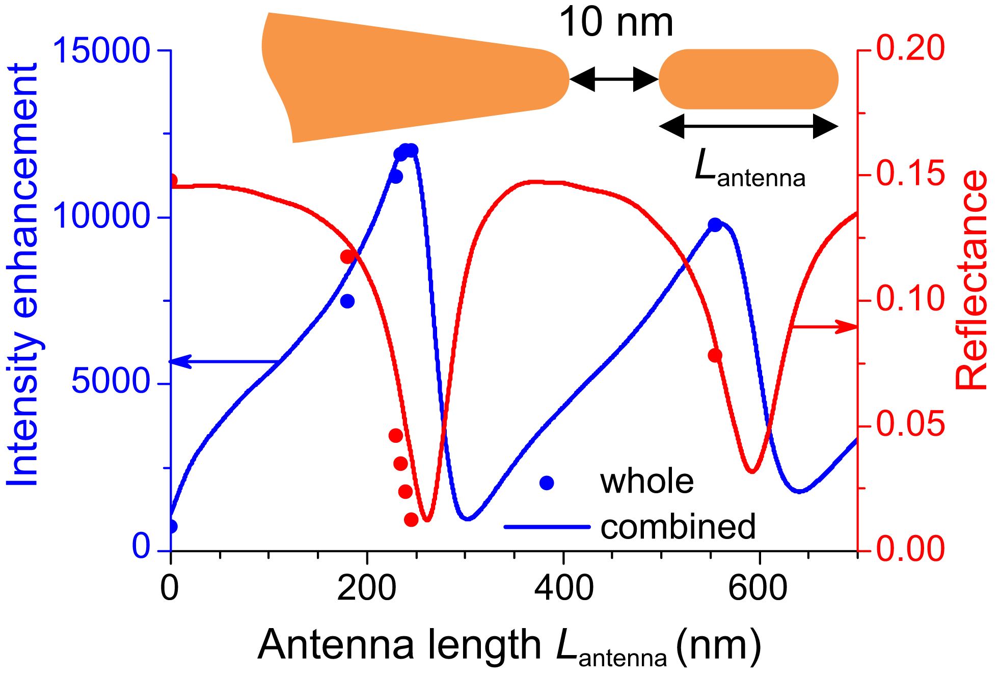 10 nm
L antenna
Intensity enhancement
15000
10000
5000
0
0.20
0.15
0.10
0.05
0.00
Reflectance
whole
combined
0 200 400 600
Antenna length L antenna (nm)